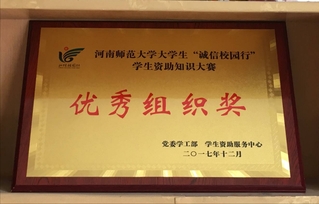 河南师范大学大学生“诚信校园行”
学生资助知识大赛
优秀组织奖
党委学工部 学生资助服务中心
二〇一七年十二月